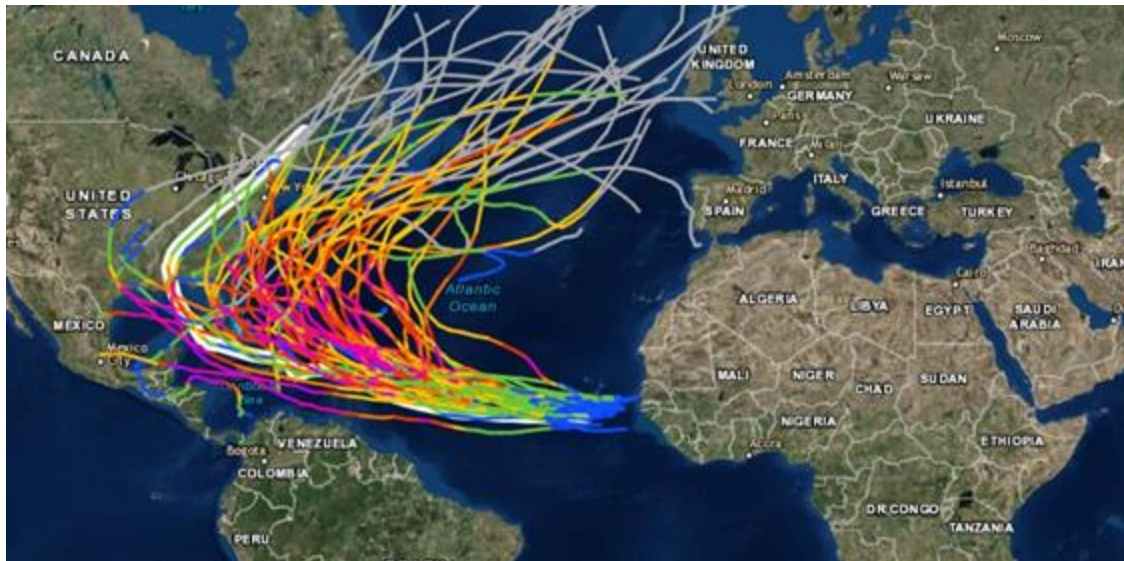 Moscow
CANADA
UNITED
KINGDOM
London
Amsterdam
Warsaw
GERMANY
Paris
UKRAINE
FRANCE
Milan
ITALY
Chicago
New Yo
UNITED
STATES
Madrid
SPAIN
Istanbul
GREECE
TURKEY
Baghdad
IRAN
Cairo
Atlantic
Ocean
ALGERIA
LIBYA
EGYPT
SAUDI
ARABIA
MEXICO
Mexico
City
MALI
NIGER
CHAD
SUDAN
NIGERIA
Accra
ETHIOPIA
VENEZUELA
Bogota
COLOMBIA
DR CONGO
TANZANIA
PERU